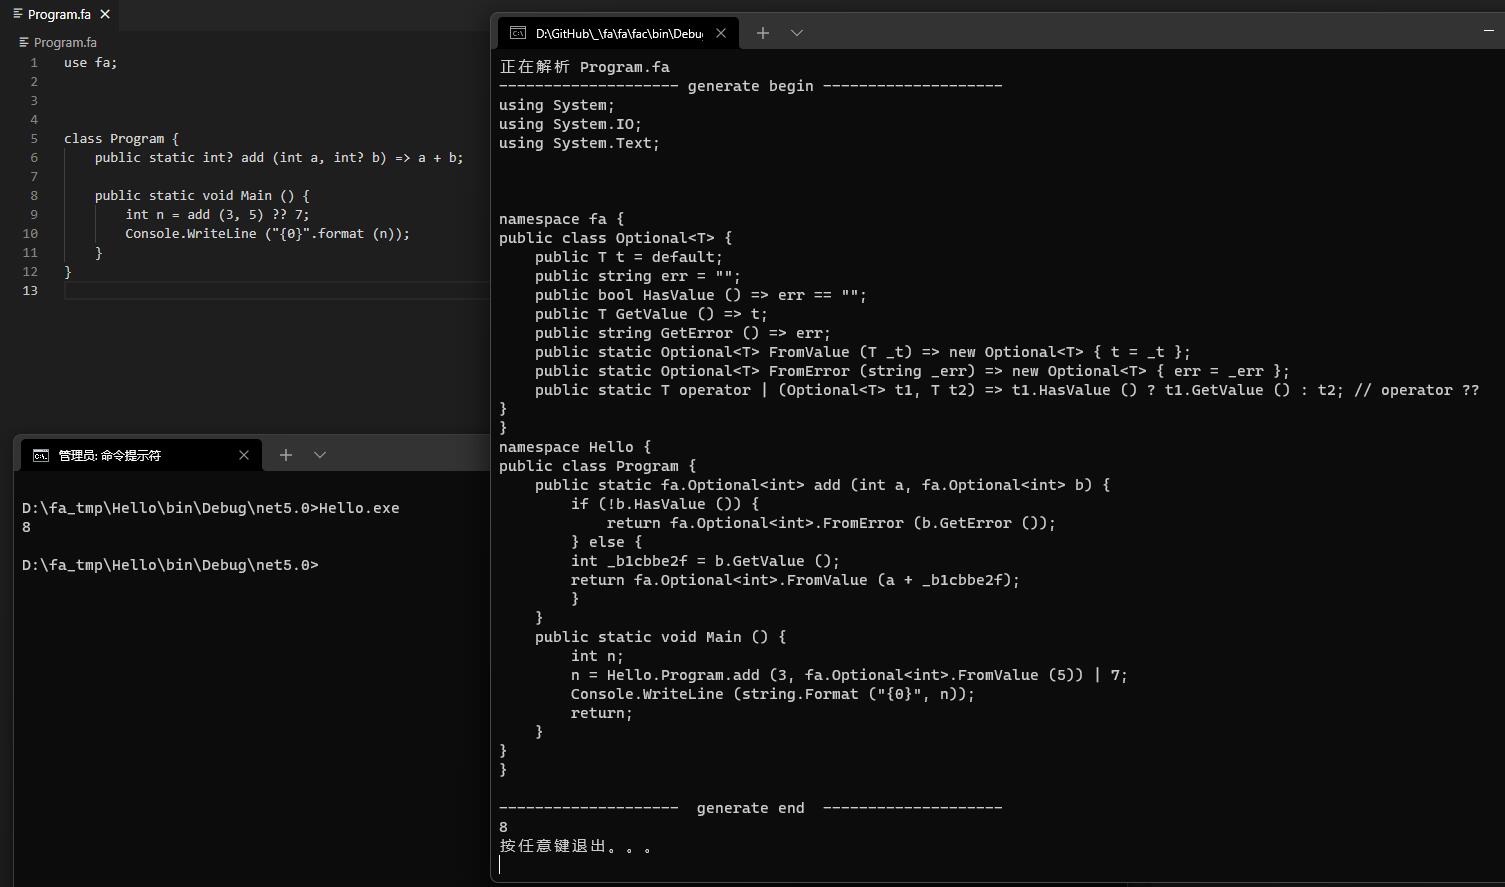 Program.fa
Program.fa
1 use fa;
2
3
4
5 class Program {
6     public static int? add (int a, int? b) => a + b;
7
8     public static void Main () {
9         int n = add (3, 5) ?? 7;
10         Console.WriteLine ("{0}".format (n));
11     }
12 }
13
管理员: 命令提示符
D:\fa_tmp\Hello\bin\Debug\net5.0>Hello.exe
8
D:\fa_tmp\Hello\bin\Debug\net5.0>
D:\GitHub\_\fa\fa\fac\bin\Debu
正在解析 Program.fa
-------------------- generate begin --------------------
using System;
using System.IO;
using System.Text;
namespace fa {
public class Optional<T> {
    public T t = default;
    public string err = "";
    public bool HasValue () => err == "";
    public T GetValue () => t;
    public string GetError () => err;
    public static Optional<T> FromValue (T _t) => new Optional<T> { t = _t };
    public static Optional<T> FromError (string _err) => new Optional<T> { err = _err };
    public static T operator | (Optional<T> t1, T t2) => t1.HasValue () ? t1.GetValue () : t2; // operator ??
}
}
namespace Hello {
public class Program {
    public static fa.Optional<int> add (int a, fa.Optional<int> b) {
        if (!b.HasValue ()) {
            return fa.Optional<int>.FromError (b.GetError ());
        } else {
        int _b1cbbe2f = b.GetValue ();
        return fa.Optional<int>.FromValue (a + _b1cbbe2f);
        }
    }
    public static void Main () {
        int n;
        n = Hello.Program.add (3, fa.Optional<int>.FromValue (5)) | 7;
        Console.WriteLine (string.Format ("{0}", n));
        return;
    }
}
}
--------------------  generate end  --------------------
8
按任意键退出。。。